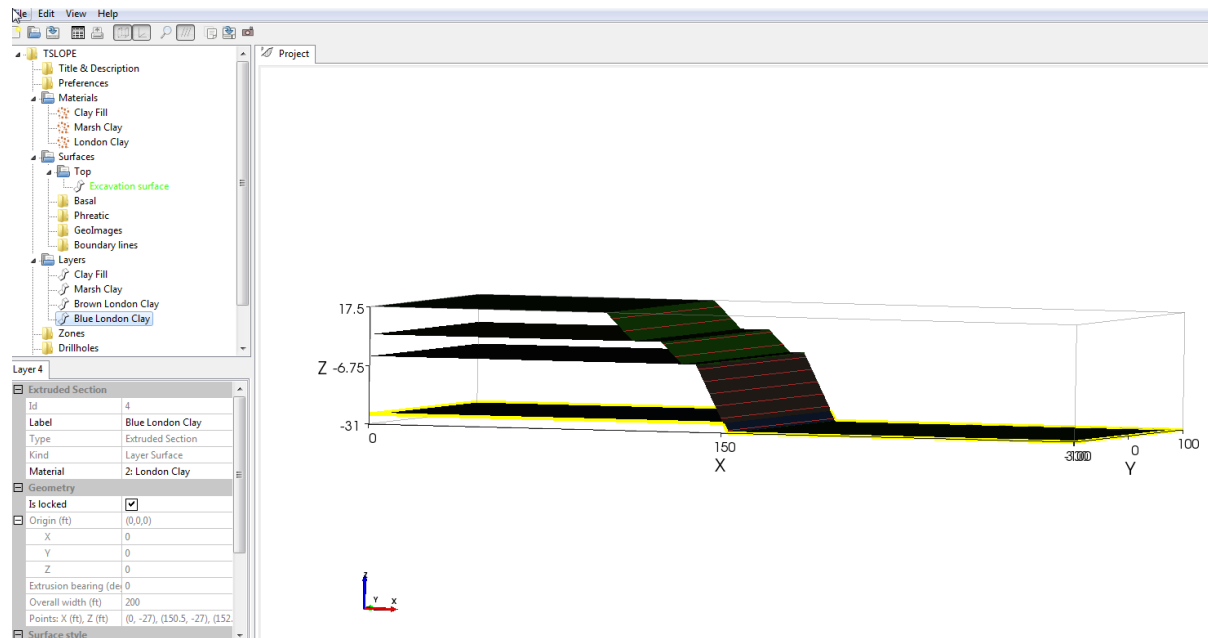 File Edit View Help
TSLOPE
Title & Description
Preferences
Materials
Clay Fill
Marsh Clay
London Clay
Surfaces
Top
Excavation surface
Basal
Phreatic
GeoImages
Boundary lines
Layers
Clay Fill
Marsh Clay
Brown London Clay
Blue London Clay
Zones
Drillholes
Layer 4
Extruded Section
Id 4
Label Blue London Clay
Type Extruded Section
Kind Layer Surface
Material 2: London Clay
Geometry
Is locked
Origin (ft) (0,0,0)
X 0
Y 0
Z 0
Extrusion bearing (de 0
Overall width (ft) 200
Points: X (ft), Z (ft) (0, -27), (150.5, -27), (152.
Surface style
Project
17.5
Z -6.75
-31
0
150
X
0
100
Y
Z
Y X